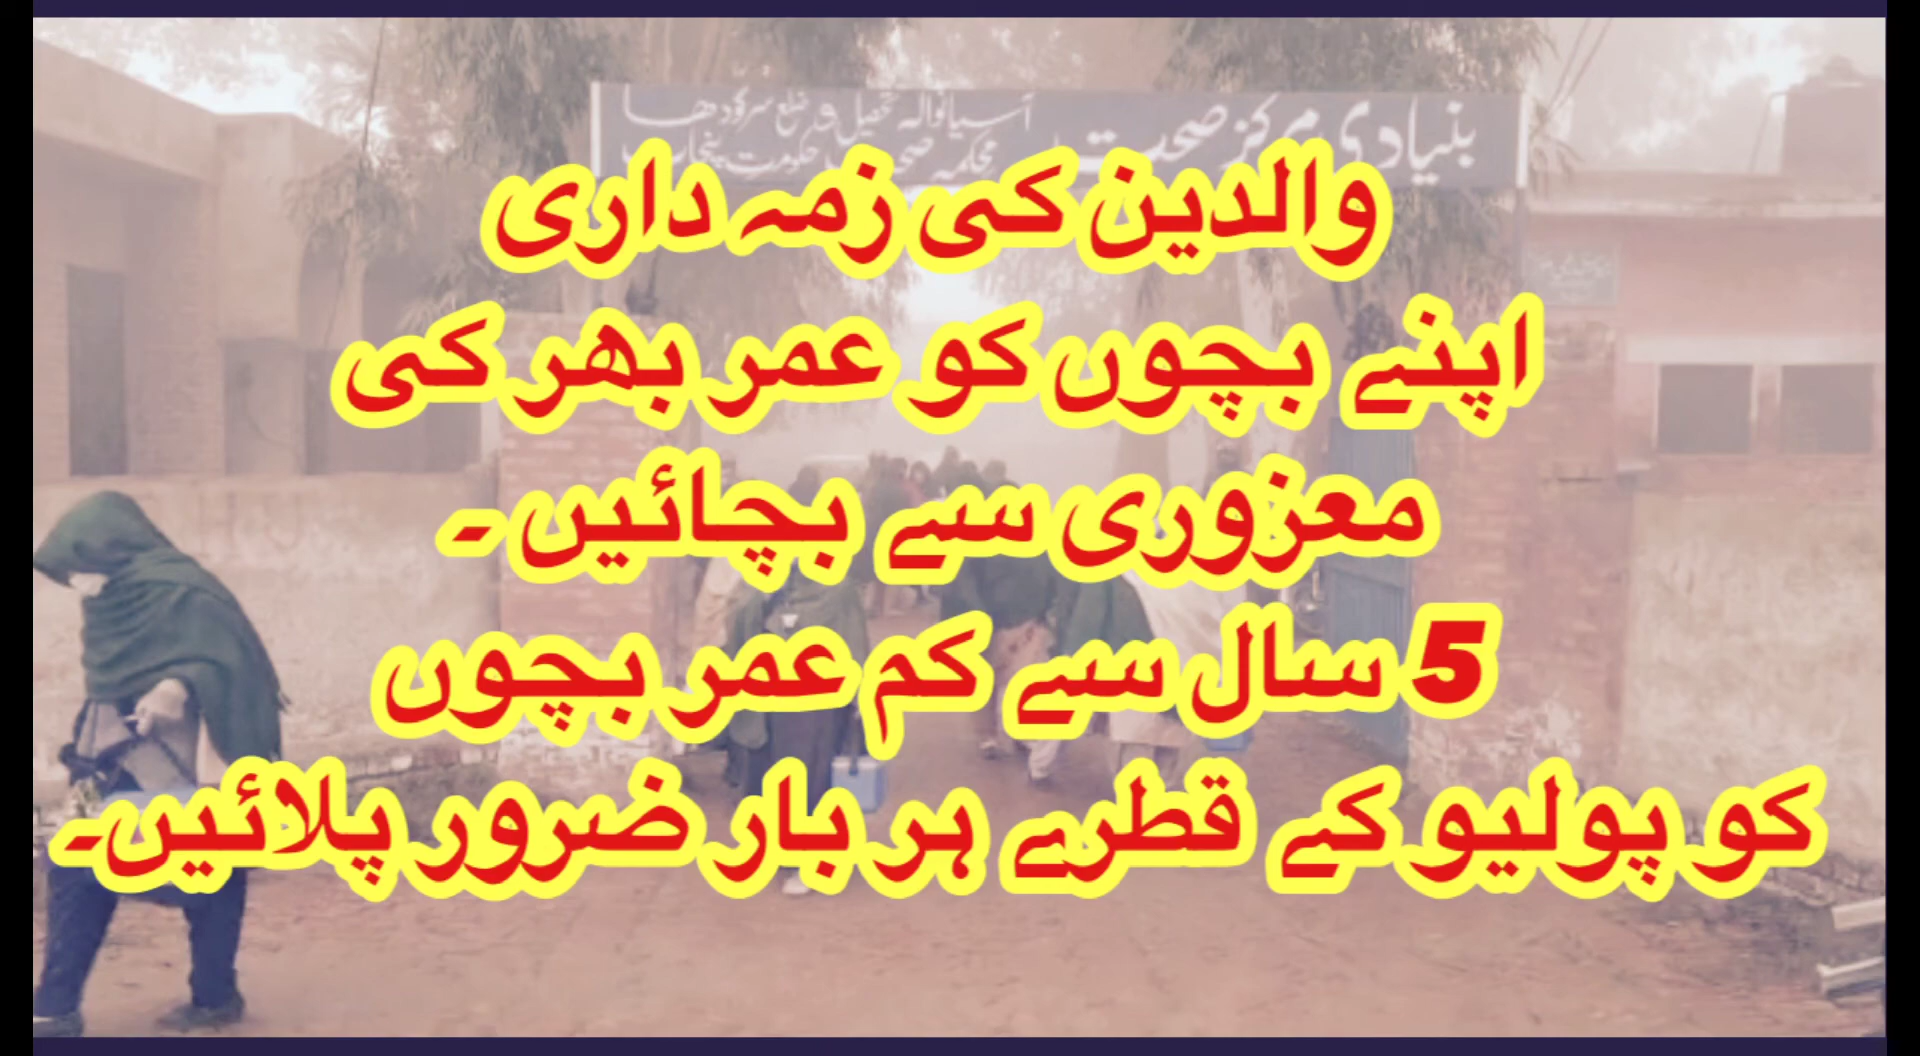 بنیادی مرکز صحت
آسیانوالہ تحصیل و ضلع سرگودھا
محکمہ صحت حکومت پنجاب
والدین کی زمہ داری
اپنے بچوں کو عمر بھر کی
معزوری سے بچائیں۔
5 سال سے کم عمر بچوں
کو پولیو کے قطرے ہر بار ضرور پلائیں۔